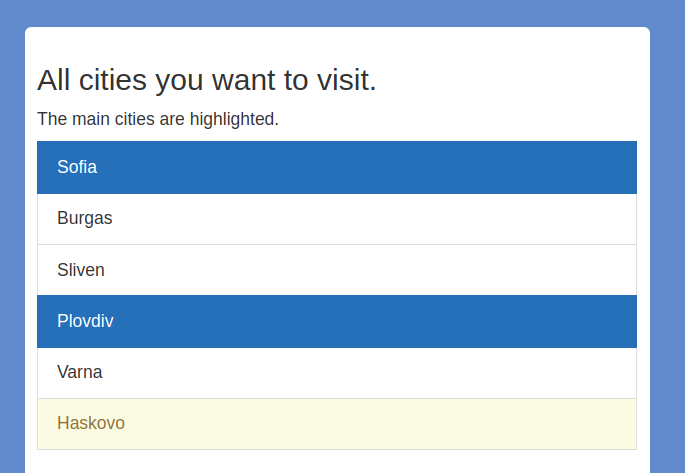 All cities you want to visit.
The main cities are highlighted.
Sofia
Burgas
Sliven
Plovdiv
Varna
Haskovo